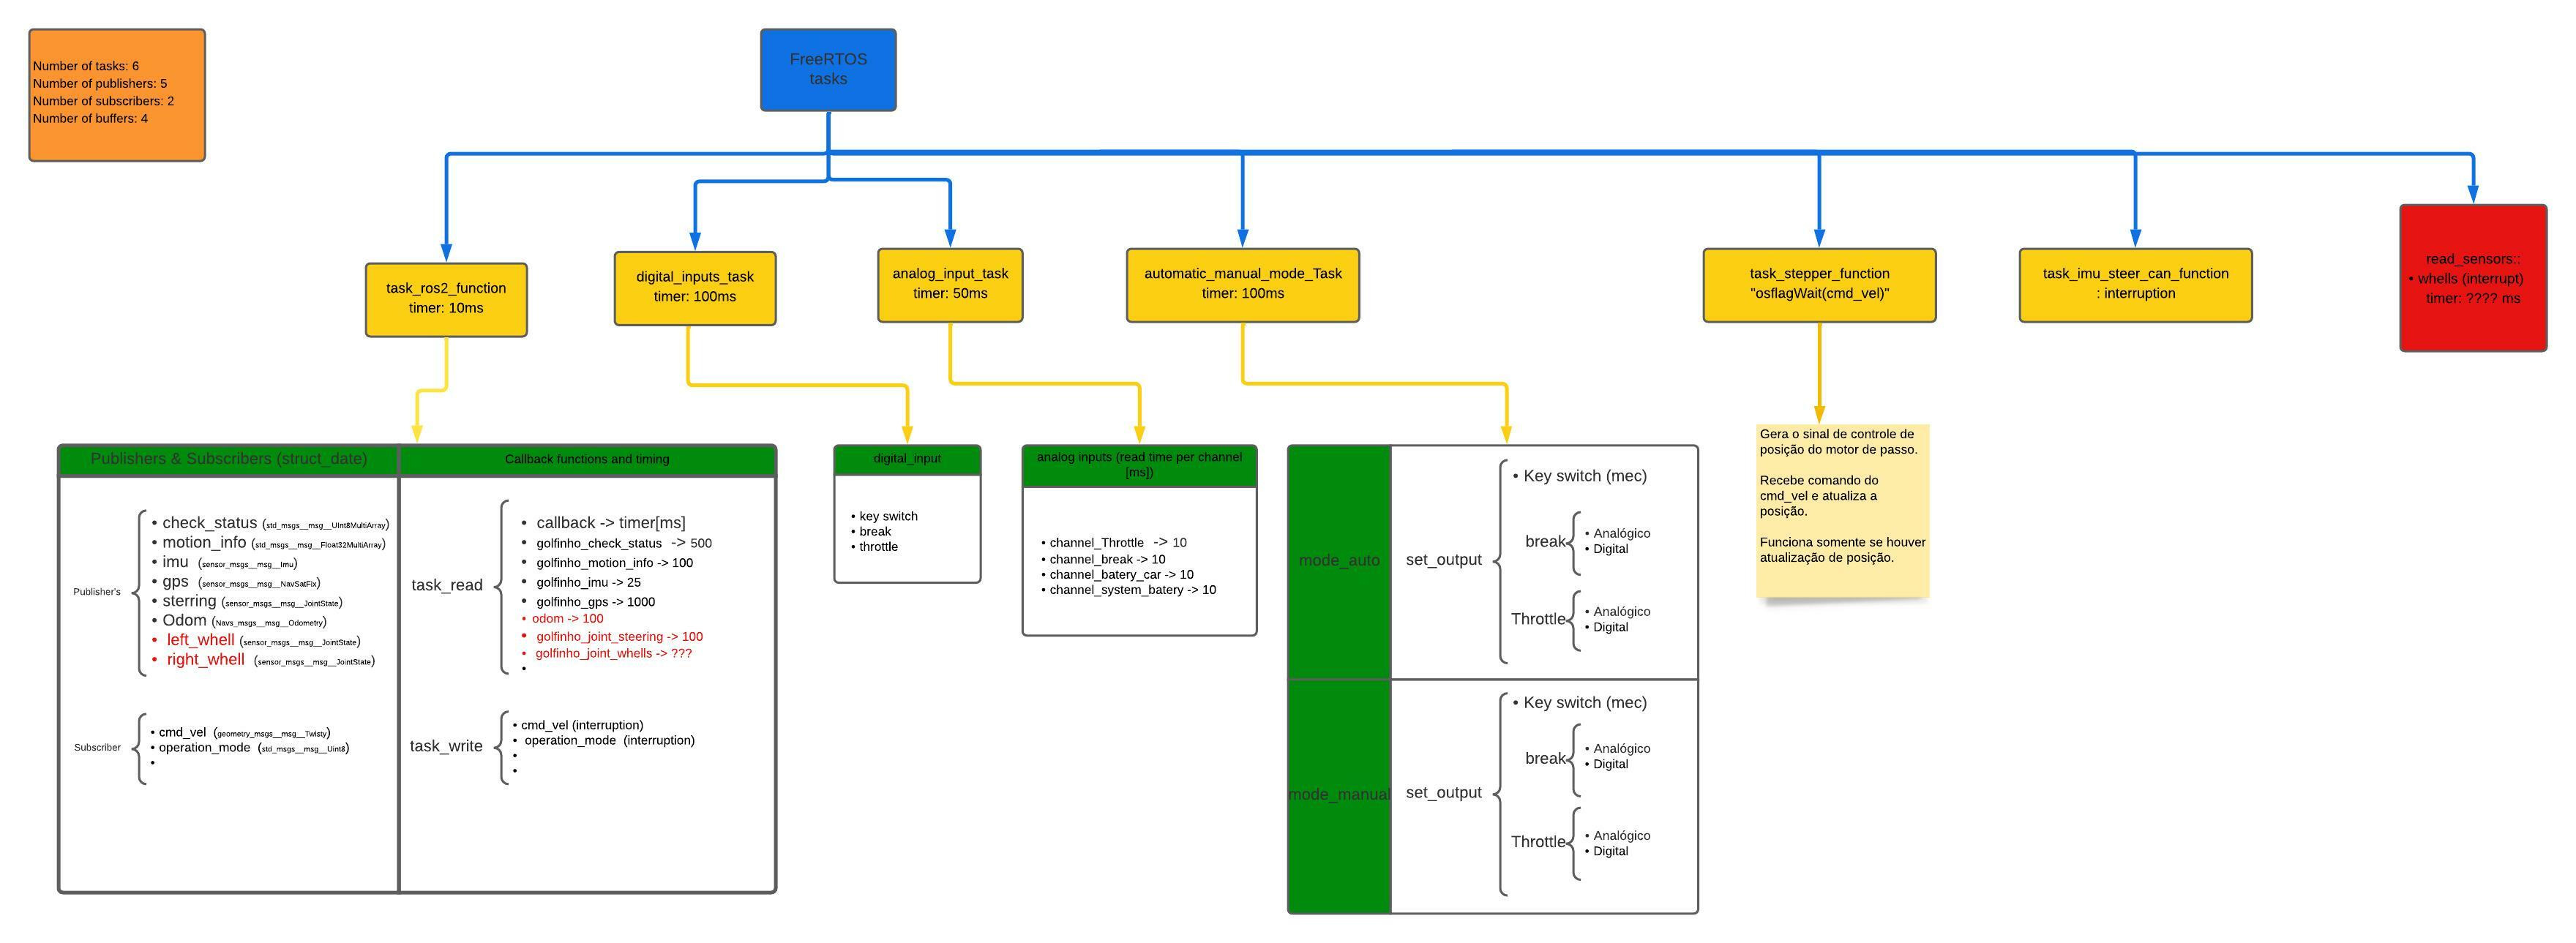 Number of tasks: 6
Number of publishers: 5
Number of subscribers: 2
Number of buffers: 4
FreeRTOS
tasks
task_ros2_function
timer: 10ms
digital_inputs_task
timer: 100ms
analog_input_task
timer: 50ms
automatic_manual_mode_Task
timer: 100ms
task_stepper_function
"osflagWait(cmd_vel)"
task_imu_steer_can_function
: interruption
read_sensors::
• whells (interrupt)
timer: ???? ms
Publishers & Subscribers (struct_date)
Publisher's
• check_status (std_msgs__msg__UInt8MultiArray)
• motion_info (std_msgs__msg__Float32MultiArray)
• imu (sensor_msgs__msg__Imu)
• gps (sensor_msgs__msg__NavSatFix)
• sterring (sensor_msgs__msg__JointState)
• Odom (Navs_msgs__msg__Odometry)
• left_whell (sensor_msgs__msg__JointState)
• right_whell (sensor_msgs__msg__JointState)
Subscriber
• cmd_vel (geometry_msgs__msg__Twisty)
• operation_mode (std_msgs__msg__Uint8)
•
Callback functions and timing
task_read
• callback -> timer[ms]
• golfinho_check_status -> 500
• golfinho_motion_info -> 100
• golfinho_imu -> 25
• golfinho_gps -> 1000
• odom -> 100
• golfinho_joint_steering -> 100
• golfinho_joint_whells -> ???
•
task_write
• cmd_vel (interruption)
• operation_mode (interruption)
•
•
digital_input
• key switch
• break
• throttle
analog inputs (read time per channel
[ms])
• channel_Throttle -> 10
• channel_break -> 10
• channel_batery_car -> 10
• channel_system_batery -> 10
mode_auto
set_output
• Key switch (mec)
break
• Analógico
• Digital
Throttle
• Analógico
• Digital
mode_manual
set_output
• Key switch (mec)
break
• Analógico
• Digital
Throttle
• Analógico
• Digital
Gera o sinal de controle de
posição do motor de passo.
Recebe comando do
cmd_vel e atualiza a
posição.
Funciona somente se houver
atualização de posição.